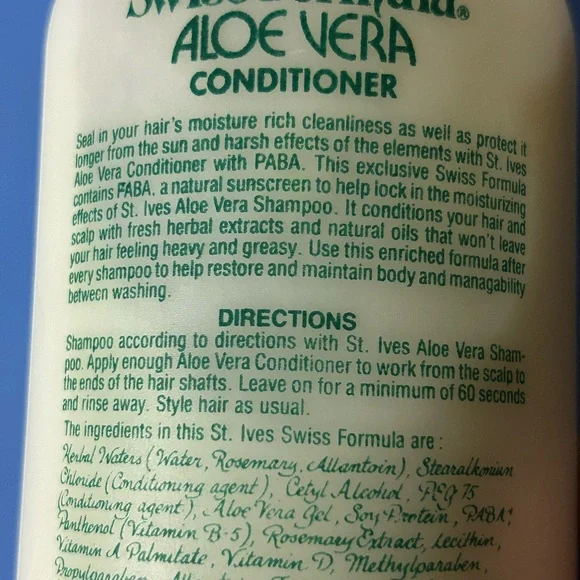 Swiss Formula®
ALOE VERA
CONDITIONER
Seal in your hair's moisture rich cleanliness as well as protect it
longer from the sun and harsh effects of the elements with St. Ives
Aloe Vera Conditioner with PABA. This exclusive Swiss Formula
contains PABA, a natural sunscreen to help lock in the moisturizing
effects of St. Ives Aloe Vera Shampoo. It conditions your hair and
scalp with fresh herbal extracts and natural oils that won't leave
your hair feeling heavy and greasy. Use this enriched formula after
every shampoo to help restore and maintain body and managability
between washing.
DIRECTIONS
Shampoo according to directions with St. Ives Aloe Vera Sham-
poo. Apply enough Aloe Vera Conditioner to work from the scalp to
the ends of the hair shafts. Leave on for a minimum of 60 seconds
and rinse away. Style hair as usual.
The ingredients in this St. Ives Swiss Formula are:
Herbal Waters (Water, Rosemary, Allantoin), Stearalkonium
Chloride (Conditioning agent), Cetyl Alcohol, PEG 75
(Conditioning agent), Aloe Vera Gel, Soy Protein, PABA,
Panthenol (Vitamin B-5), Rosemary Extract, Lecithin,
Vitamin A Palmitate, Vitamin D, Methylparaben,
Propylparaben,